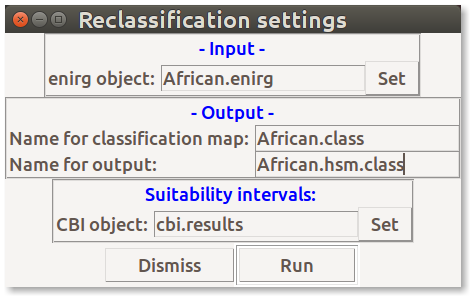 Reclassification settings
- Input -
enirg object: African.enirg Set
- Output -
Name for classification map: African.class
Name for output: African.hsm.class
Suitability intervals:
CBI object: cbi.results Set
Dismiss Run